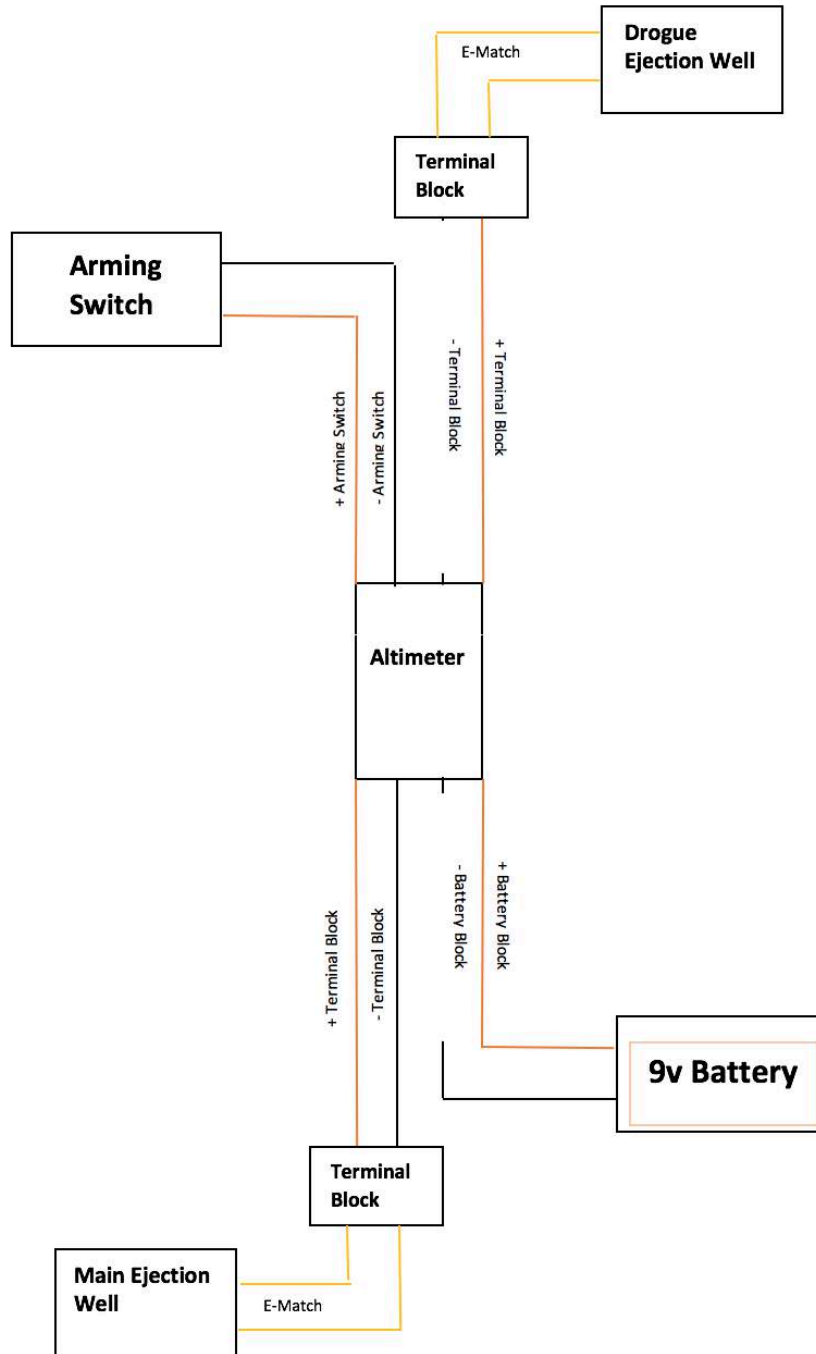 Drogue
Ejection Well
E-Match
Terminal
Block
Arming
Switch
+ Arming Switch
- Arming Switch
- Terminal Block
+ Terminal Block
Altimeter
+ Terminal Block
- Terminal Block
- Battery Block
+ Battery Block
9v Battery
Terminal
Block
Main Ejection
Well
E-Match